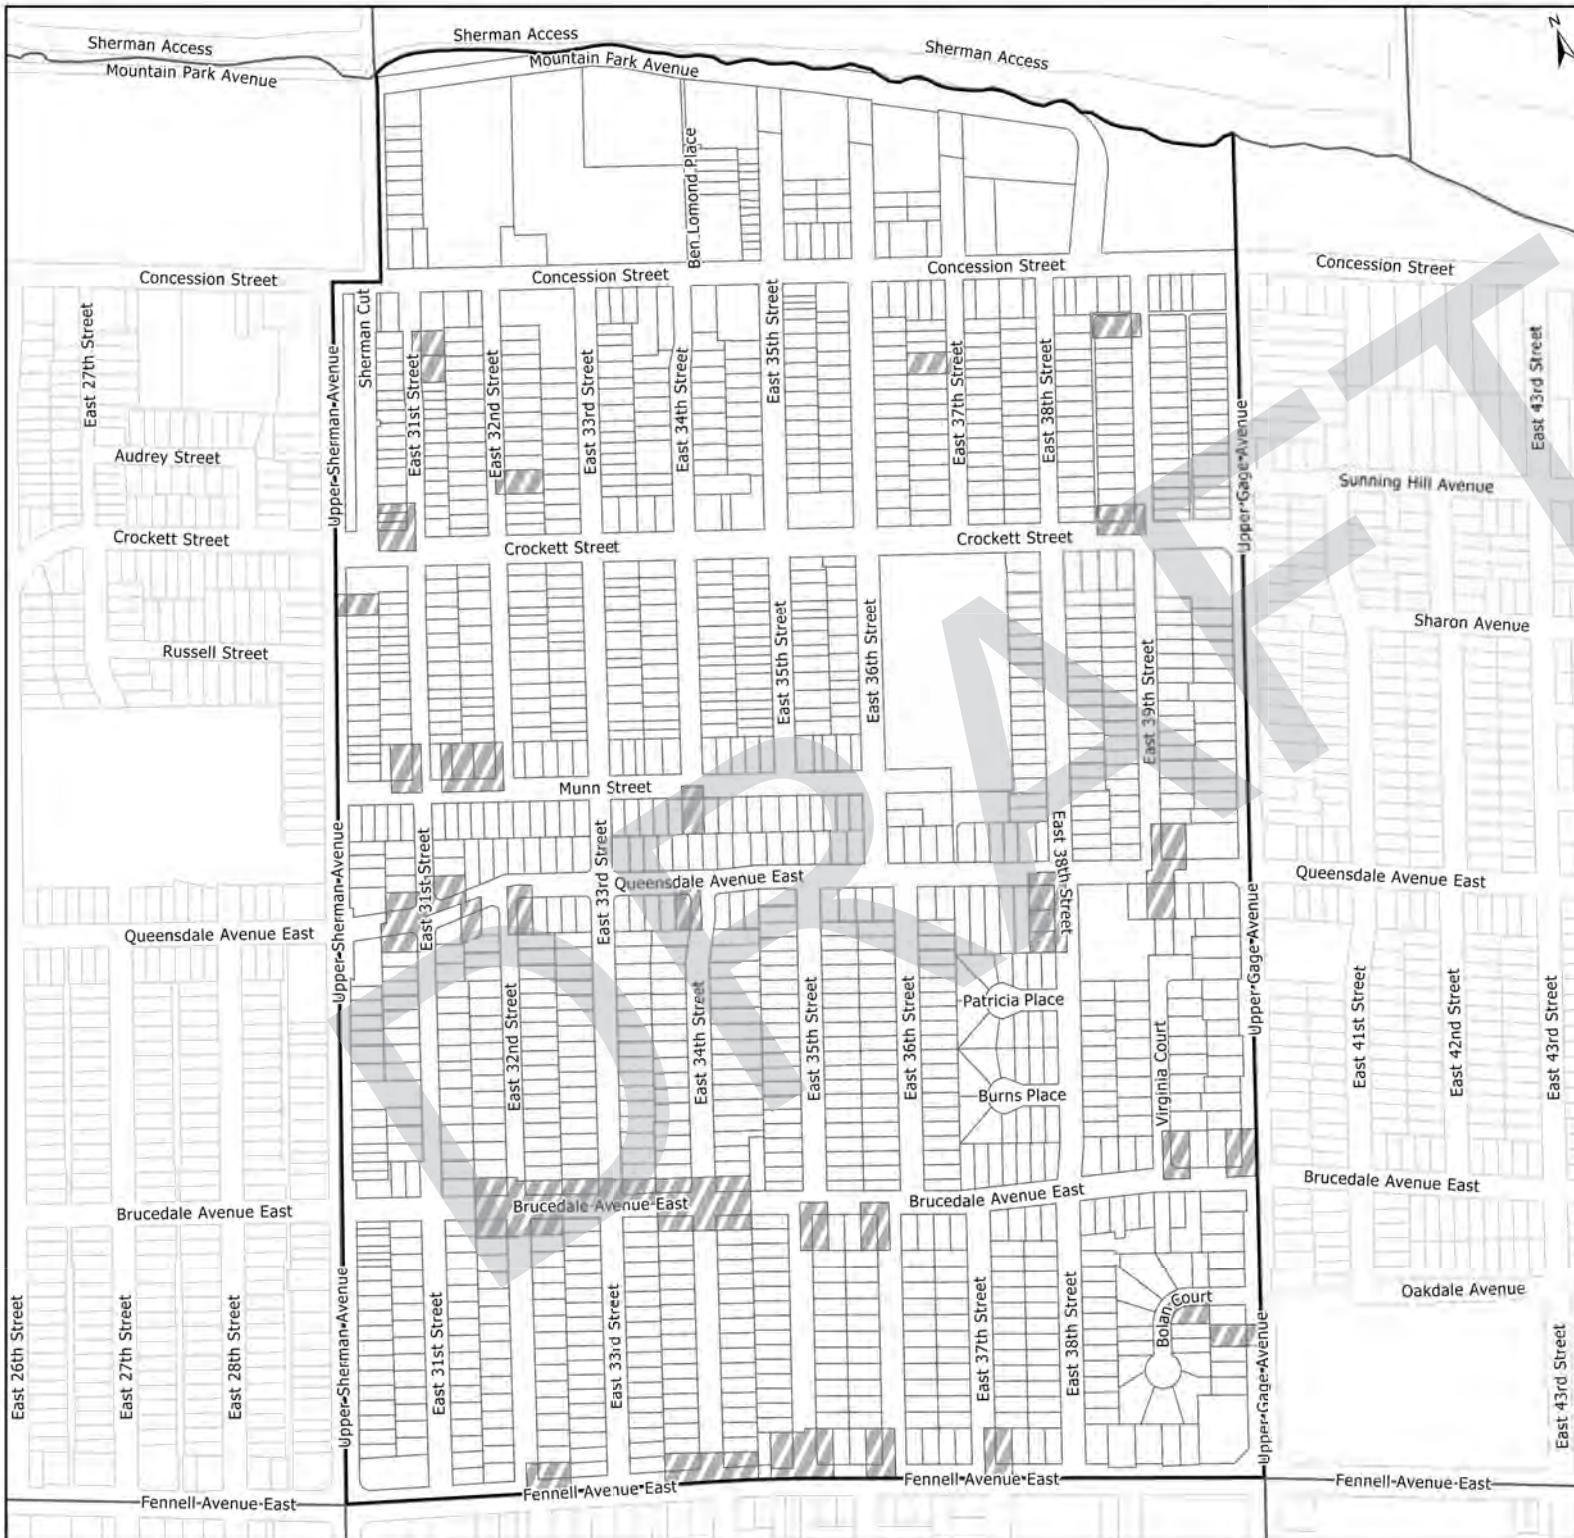 Sherman Access
Sherman Access
Sherman Access
Mountain Park Avenue
Mountain Park Avenue
N
Ben Lomond Place
Concession Street
Concession Street
Concession Street
Concession Street
East 27th Street
Upper Sherman Avenue
Sherman Cut
East 31st Street
East 32nd Street
East 33rd Street
East 34th Street
East 35th Street
East 37th Street
East 38th Street
Upper Gage Avenue
East 43rd Street
Audrey Street
Sunning Hill Avenue
Crockett Street
Crockett Street
Crockett Street
East 35th Street
East 36th Street
East 39th Street
Sharon Avenue
Russell Street
Munn Street
Upper Sherman Avenue
East 31st Street
East 33rd Street
East 38th Street
Queensdale Avenue East
Queensdale Avenue East
Queensdale Avenue East
Upper Gage Avenue
East 32nd Street
East 34th Street
East 35th Street
East 36th Street
Patricia Place
Burns Place
Virginia Court
East 41st Street
East 42nd Street
East 43rd Street
Brucedale Avenue East
Brucedale Avenue East
Brucedale Avenue East
Brucedale Avenue East
East 26th Street
East 27th Street
East 28th Street
Upper Sherman Avenue
East 31st Street
East 33rd Street
East 37th Street
East 38th Street
Bolan Court
Upper Gage Avenue
Oakdale Avenue
East 43rd Street
Fennell Avenue East
Fennell Avenue East
Fennell Avenue East
Fennell Avenue East
DRAFT